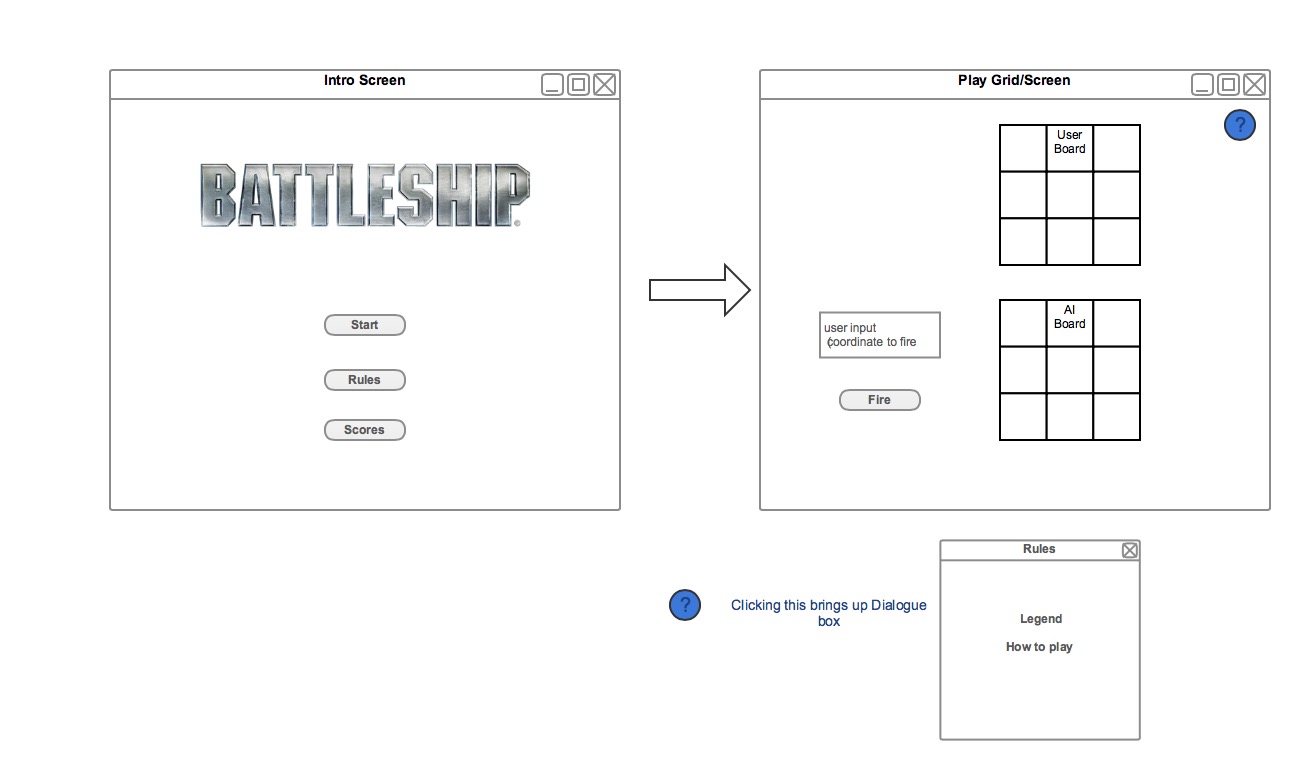 Intro Screen
BATTLESHIP
Start
Rules
Scores
Play Grid/Screen
?
User
Board
AI
Board
user input
coordinate to fire
Fire
?
Clicking this brings up Dialogue
box
Rules
Legend
How to play